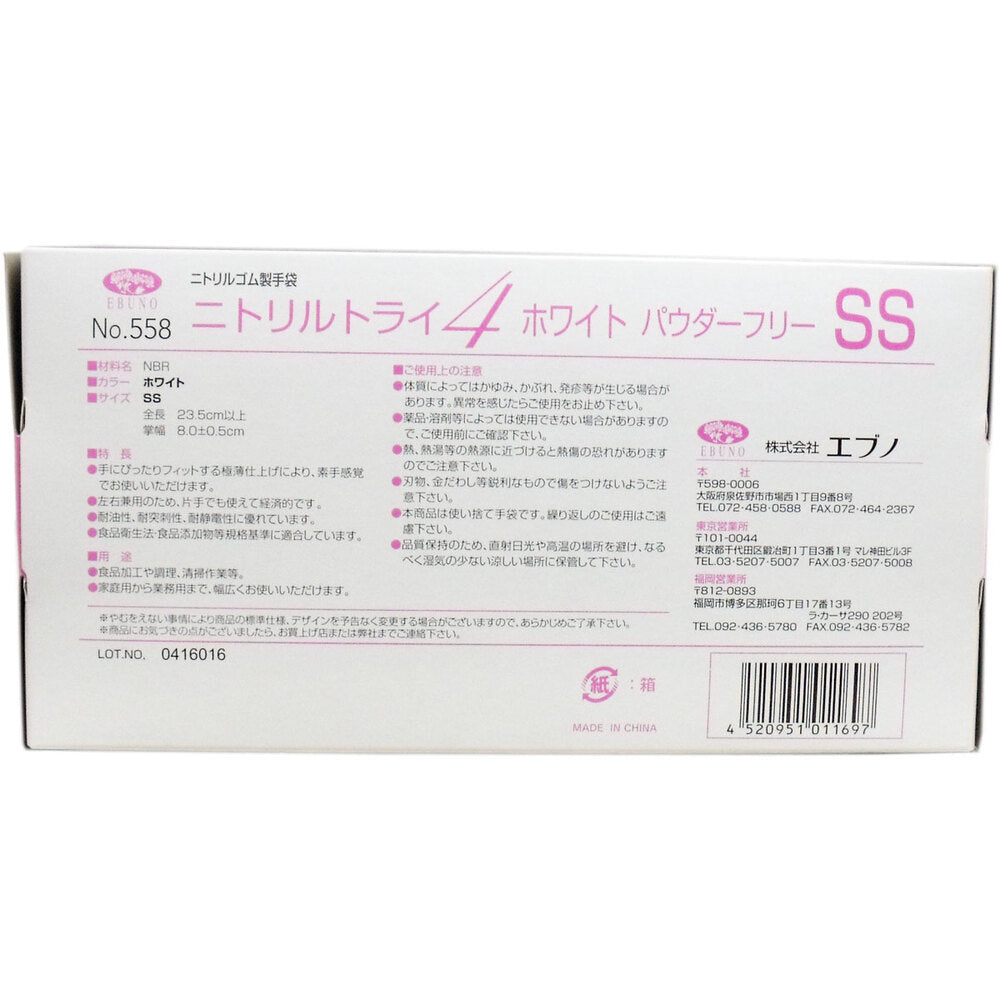 EBUNO
ニトリルゴム製手袋
No.558 ニトリルトライ4 ホワイト パウダーフリー SS
■材料名 NBR
■カラー ホワイト
■サイズ SS
全長 23.5cm以上
掌幅 8.0±0.5cm
■特長
●手にぴったりフィットする極薄仕上げにより、素手感覚
でお使いいただけます。
●左右兼用のため、片手でも使えて経済的です。
●耐油性、耐突刺性、耐静電性に優れています。
●食品衛生法・食品添加物等規格基準に適合しています。
■用途
●食品加工や調理、清掃作業等。
●家庭用から業務用まで、幅広くお使いいただけます。
■ご使用上の注意
●体質によってはかゆみ、かぶれ、発疹等が生じる場合が
あります。異常を感じたらご使用をお止め下さい。
●薬品・溶剤等によっては使用できない場合がありますの
で、ご使用前にご確認下さい。
●熱、熱湯等の熱源に近づけると熱傷の恐れがあります
のでご注意下さい。
●刃物、金だわし等鋭利なもので傷をつけないようご注
意下さい。
●本商品は使い捨て手袋です。繰り返しのご使用はご遠
慮下さい。
●品質保持のため、直射日光や高温の場所を避け、なる
べく湿気の少ない涼しい場所に保管して下さい。
※やむをえない事情により商品の標準仕様、デザインを予告なく変更する場合がございますので、あらかじめご了承下さい。
※商品にお気づきの点がございましたら、お買上げ店または弊社までご連絡下さい。
LOT.NO. 0416016
EBUNO 株式会社 エブノ
本社
〒598-0006
大阪府泉佐野市市場西1丁目9番8号
TEL.072-458-0588 FAX.072-464-2367
東京営業所
〒101-0044
東京都千代田区鍛冶町1丁目3番1号 マレ神田ビル3F
TEL.03-5207-5007 FAX.03-5207-5008
福岡営業所
〒812-0893
福岡市博多区那珂6丁目17番13号
ラ・カーサ290 202号
TEL.092-436-5780 FAX.092-436-5782
紙 : 箱
MADE IN CHINA
4 520951 011697